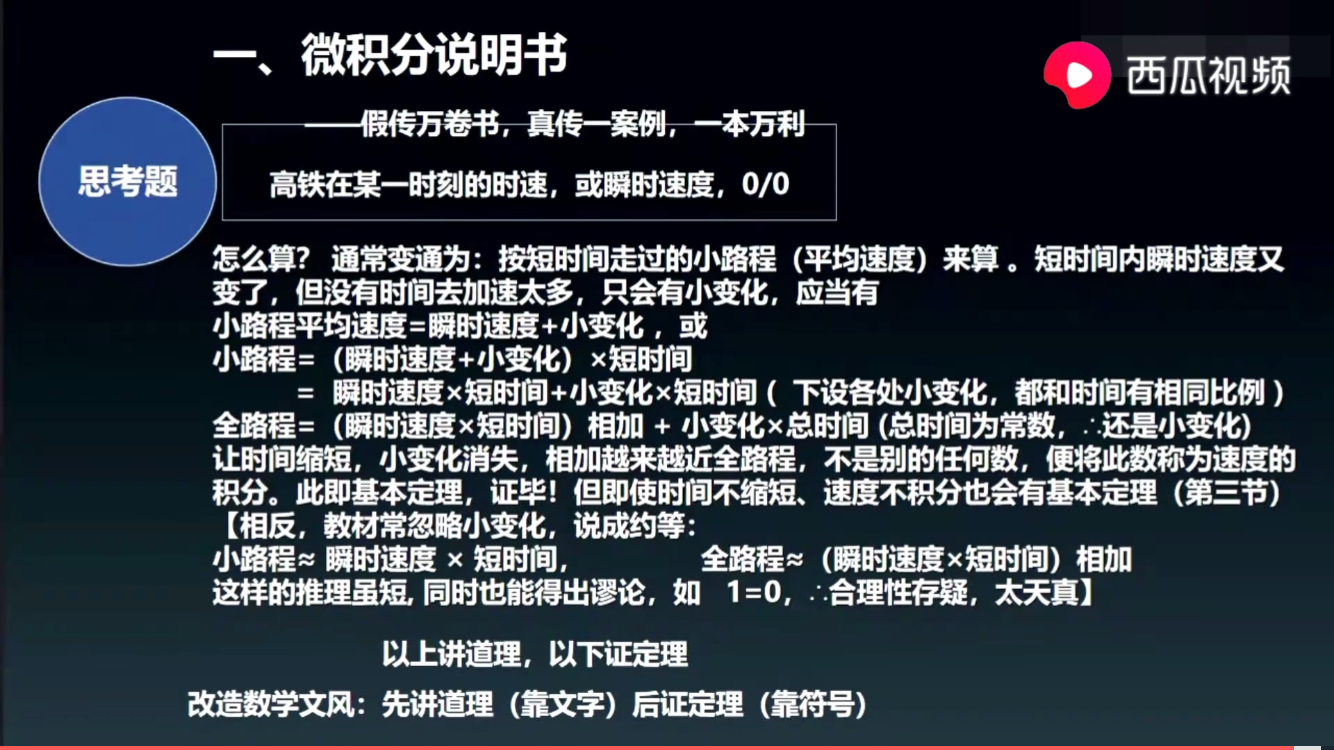 一、微积分说明书
西瓜视频
——假传万卷书，真传一案例，一本万利
思考题
高铁在某一时刻的时速，或瞬时速度，0/0
怎么算？ 通常变通为：按短时间走过的小路程（平均速度）来算 。短时间内瞬时速度又
变了，但没有时间去加速太多，只会有小变化，应当有
小路程平均速度=瞬时速度+小变化 ，或
小路程=（瞬时速度+小变化）×短时间
= 瞬时速度×短时间+小变化×短时间 ( 下设各处小变化，都和时间有相同比例 )
全路程=（瞬时速度×短时间）相加 + 小变化×总时间 (总时间为常数，∴还是小变化)
让时间缩短，小变化消失，相加越来越近全路程，不是别的任何数，便将此数称为速度的
积分。此即基本定理，证毕！但即使时间不缩短、速度不积分也会有基本定理（第三节）
【相反，教材常忽略小变化，说成约等：
小路程≈ 瞬时速度 × 短时间， 全路程≈（瞬时速度×短时间）相加
这样的推理虽短, 同时也能得出谬论，如 1=0，∴合理性存疑，太天真】
以上讲道理，以下证定理
改造数学文风：先讲道理（靠文字）后证定理（靠符号）